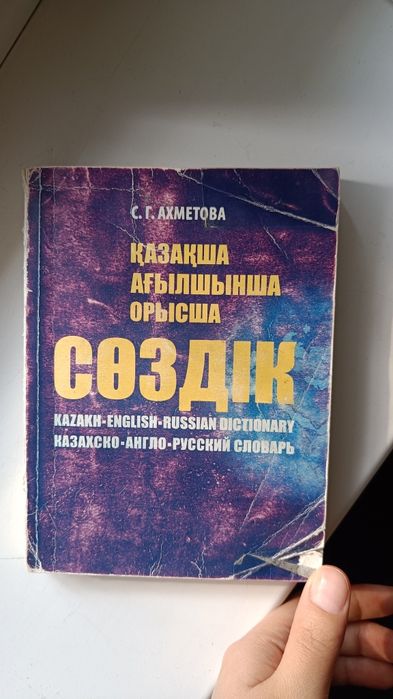 С. Г. АХМЕТОВА
ҚАЗАҚША
АҒЫЛШЫНША
ОРЫСША
СӨЗДІК
KAZAKH-ENGLISH-RUSSIAN DICTIONARY
КАЗАХСКО-АНГЛО-РУССКИЙ СЛОВАРЬ